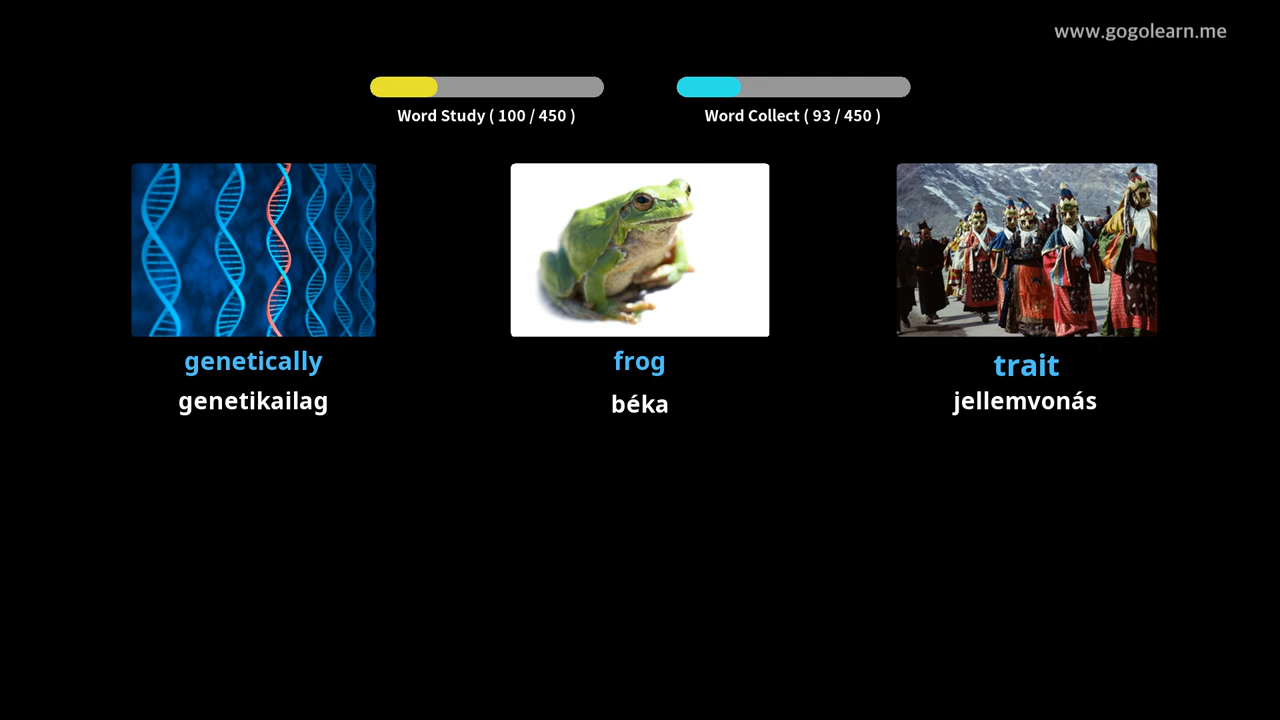 www.gogolearn.me
Word Study ( 100 / 450 )
Word Collect ( 93 / 450 )
genetically
genetikailag
frog
béka
trait
jellemvonás